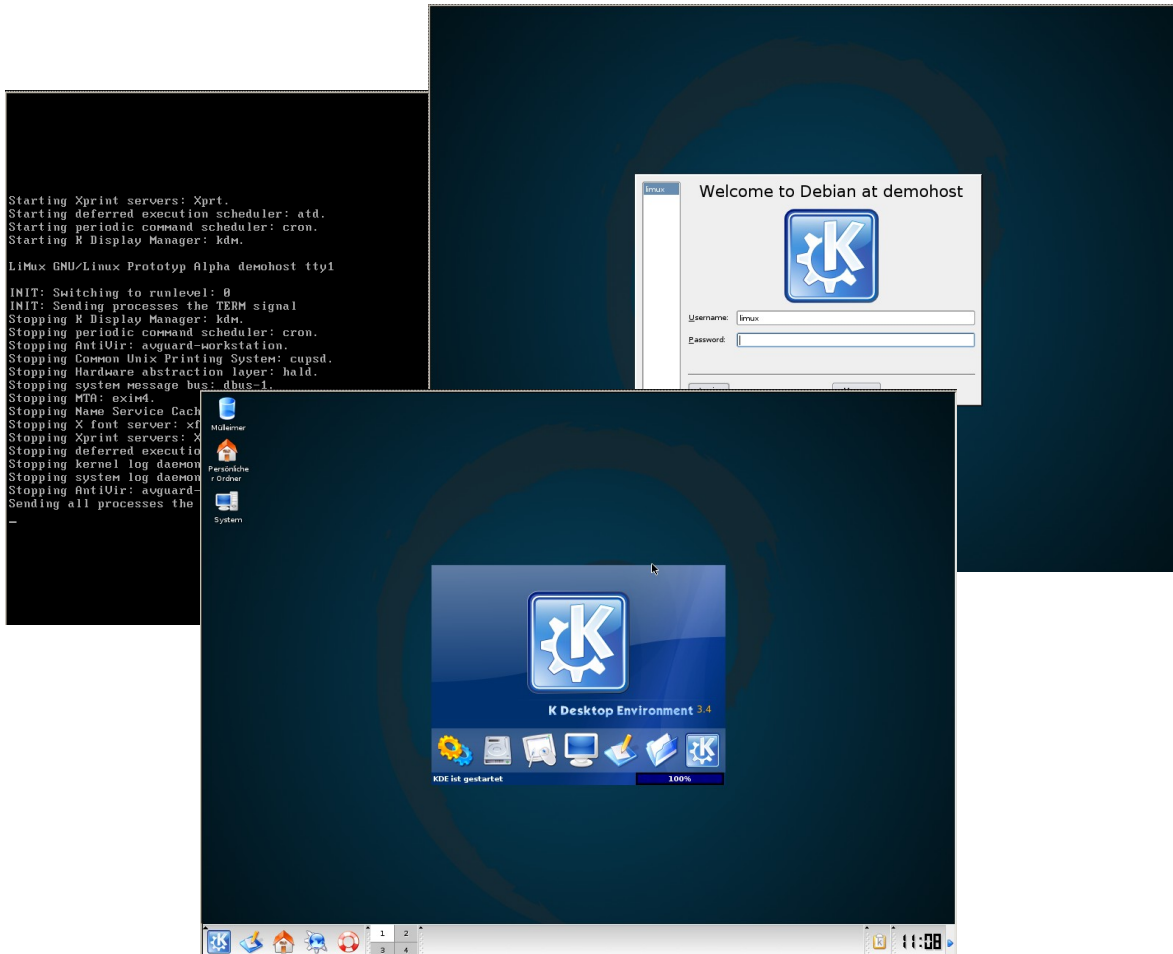 Starting Xprint servers: Xprt.
Starting deferred execution scheduler: atd.
Starting periodic command scheduler: cron.
Starting K Display Manager: kdm.
LiMux GNU/Linux Prototyp Alpha demohost tty1
INIT: Switching to runlevel: 0
INIT: Sending processes the TERM signal
Stopping K Display Manager: kdm.
Stopping periodic command scheduler: cron.
Stopping AntiVir: avguard-workstation.
Stopping Common Unix Printing System: cupsd.
Stopping Hardware abstraction layer: hald.
Stopping system message bus: dbus-1.
Stopping MTA: exim4.
Stopping Name Service Cach
Stopping X font server: xf
Stopping Xprint servers: X
Stopping deferred executio
Stopping kernel log daemon
Stopping system log daemon
Stopping AntiVir: avguard-
Sending all processes the
limux
Welcome to Debian at demohost
K
Username: limux
Password:
Mülleimer
Persönliche
r Ordner
System
K
K Desktop Environment 3.4
K
KDE ist gestartet 100%
K
1 2
3 4
11:08